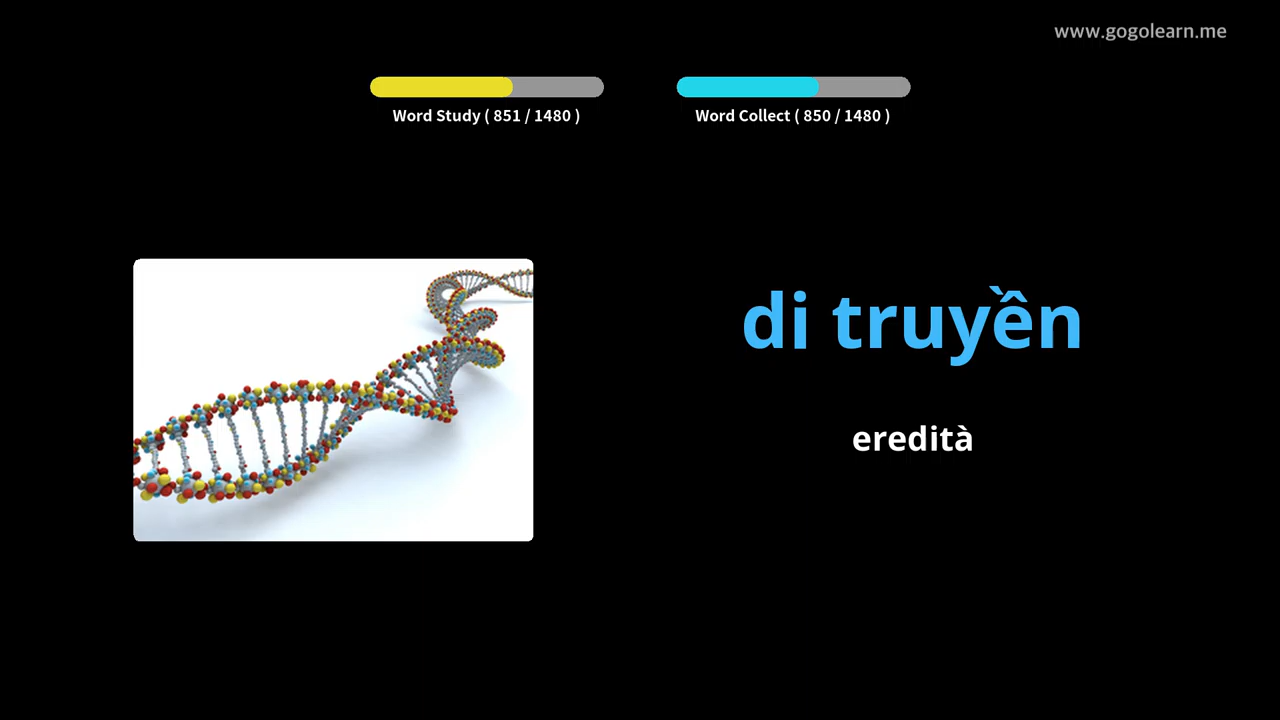 www.gogolearn.me
Word Study ( 851 / 1480 )
Word Collect ( 850 / 1480 )
di truyền
eredità